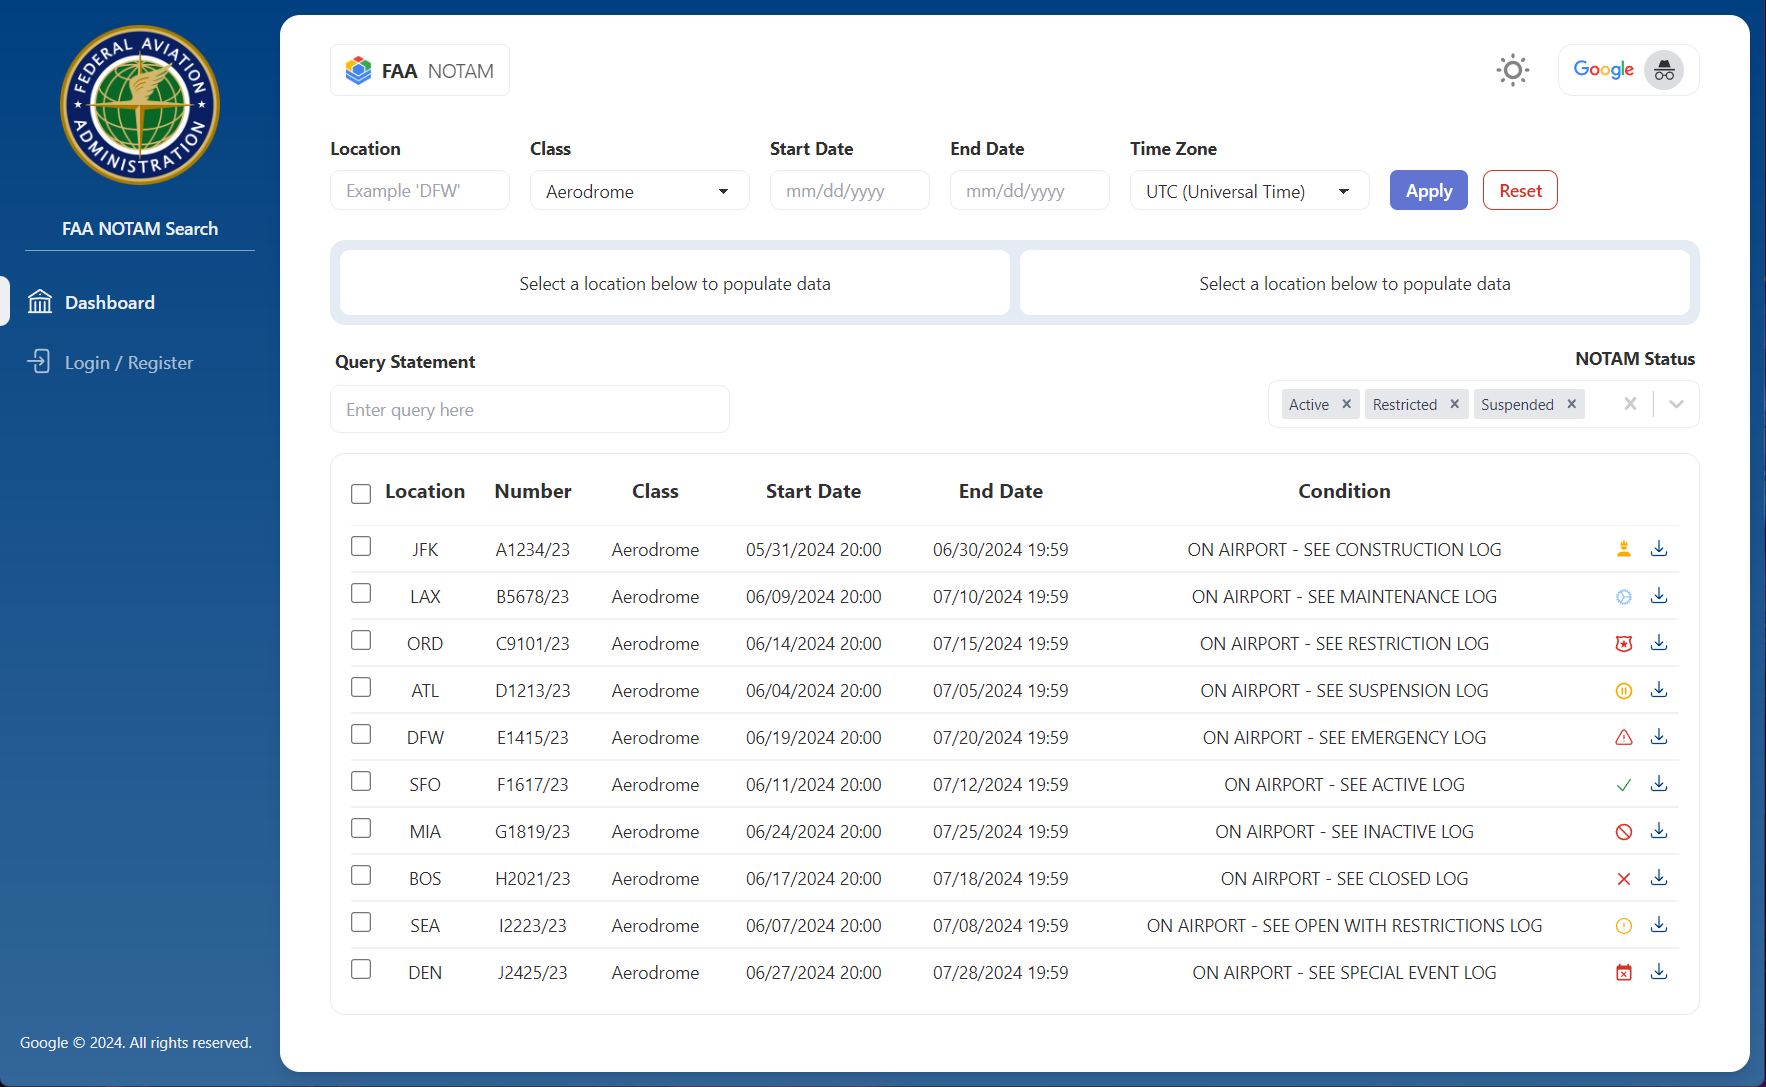 FEDERAL AVIATION
ADMINISTRATION
FAA NOTAM Search
Dashboard
Login / Register
Google © 2024. All rights reserved.
FAA NOTAM
Google
Location Class Start Date End Date Time Zone
Example 'DFW' Aerodrome mm/dd/yyyy mm/dd/yyyy UTC (Universal Time) Apply Reset
Select a location below to populate data Select a location below to populate data
Query Statement NOTAM Status
Enter query here Active Restricted Suspended
Location Number Class Start Date End Date Condition
JFK A1234/23 Aerodrome 05/31/2024 20:00 06/30/2024 19:59 ON AIRPORT - SEE CONSTRUCTION LOG
LAX B5678/23 Aerodrome 06/09/2024 20:00 07/10/2024 19:59 ON AIRPORT - SEE MAINTENANCE LOG
ORD C9101/23 Aerodrome 06/14/2024 20:00 07/15/2024 19:59 ON AIRPORT - SEE RESTRICTION LOG
ATL D1213/23 Aerodrome 06/04/2024 20:00 07/05/2024 19:59 ON AIRPORT - SEE SUSPENSION LOG
DFW E1415/23 Aerodrome 06/19/2024 20:00 07/20/2024 19:59 ON AIRPORT - SEE EMERGENCY LOG
SFO F1617/23 Aerodrome 06/11/2024 20:00 07/12/2024 19:59 ON AIRPORT - SEE ACTIVE LOG
MIA G1819/23 Aerodrome 06/24/2024 20:00 07/25/2024 19:59 ON AIRPORT - SEE INACTIVE LOG
BOS H2021/23 Aerodrome 06/17/2024 20:00 07/18/2024 19:59 ON AIRPORT - SEE CLOSED LOG
SEA I2223/23 Aerodrome 06/07/2024 20:00 07/08/2024 19:59 ON AIRPORT - SEE OPEN WITH RESTRICTIONS LOG
DEN J2425/23 Aerodrome 06/27/2024 20:00 07/28/2024 19:59 ON AIRPORT - SEE SPECIAL EVENT LOG